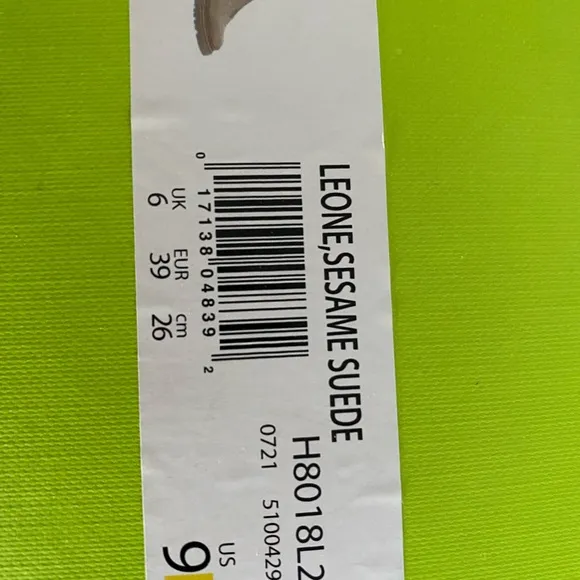 LEONE,SESAME SUEDE
H8018L2
0721 5100429
0 17138 04839 2
UK EUR cm
6 39 26
US
9